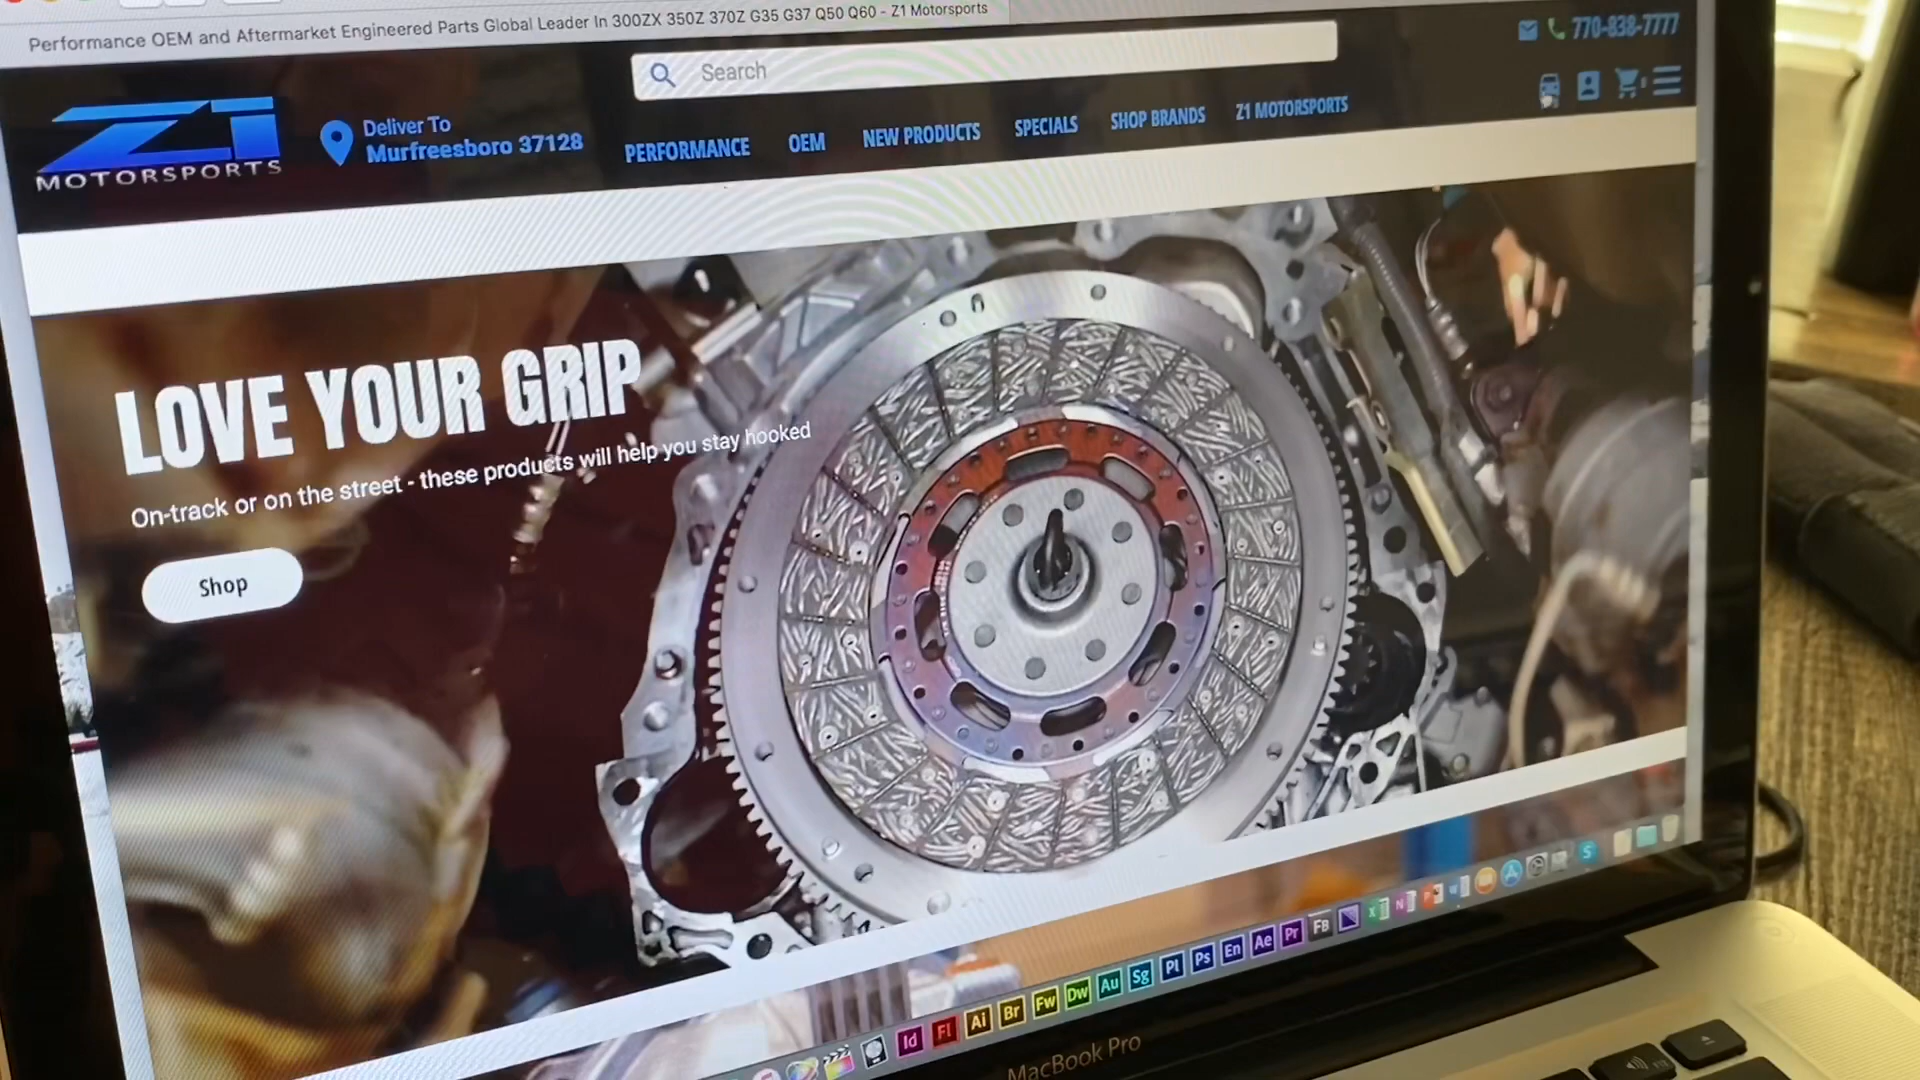 Performance OEM and Aftermarket Engineered Parts Global Leader In 300ZX 350Z 370Z G35 G37 Q50 Q60 - Z1 Motorsports
770-838-7777
Search
Z1
MOTORSPORTS
Deliver To
Murfreesboro 37128
PERFORMANCE OEM NEW PRODUCTS SPECIALS SHOP BRANDS Z1 MOTORSPORTS
LOVE YOUR GRIP
On-track or on the street - these products will help you stay hooked
Shop
Id Fl Ai Br Fw Dw Au Sg Pl Ps En Ae Pr FB
MacBook Pro